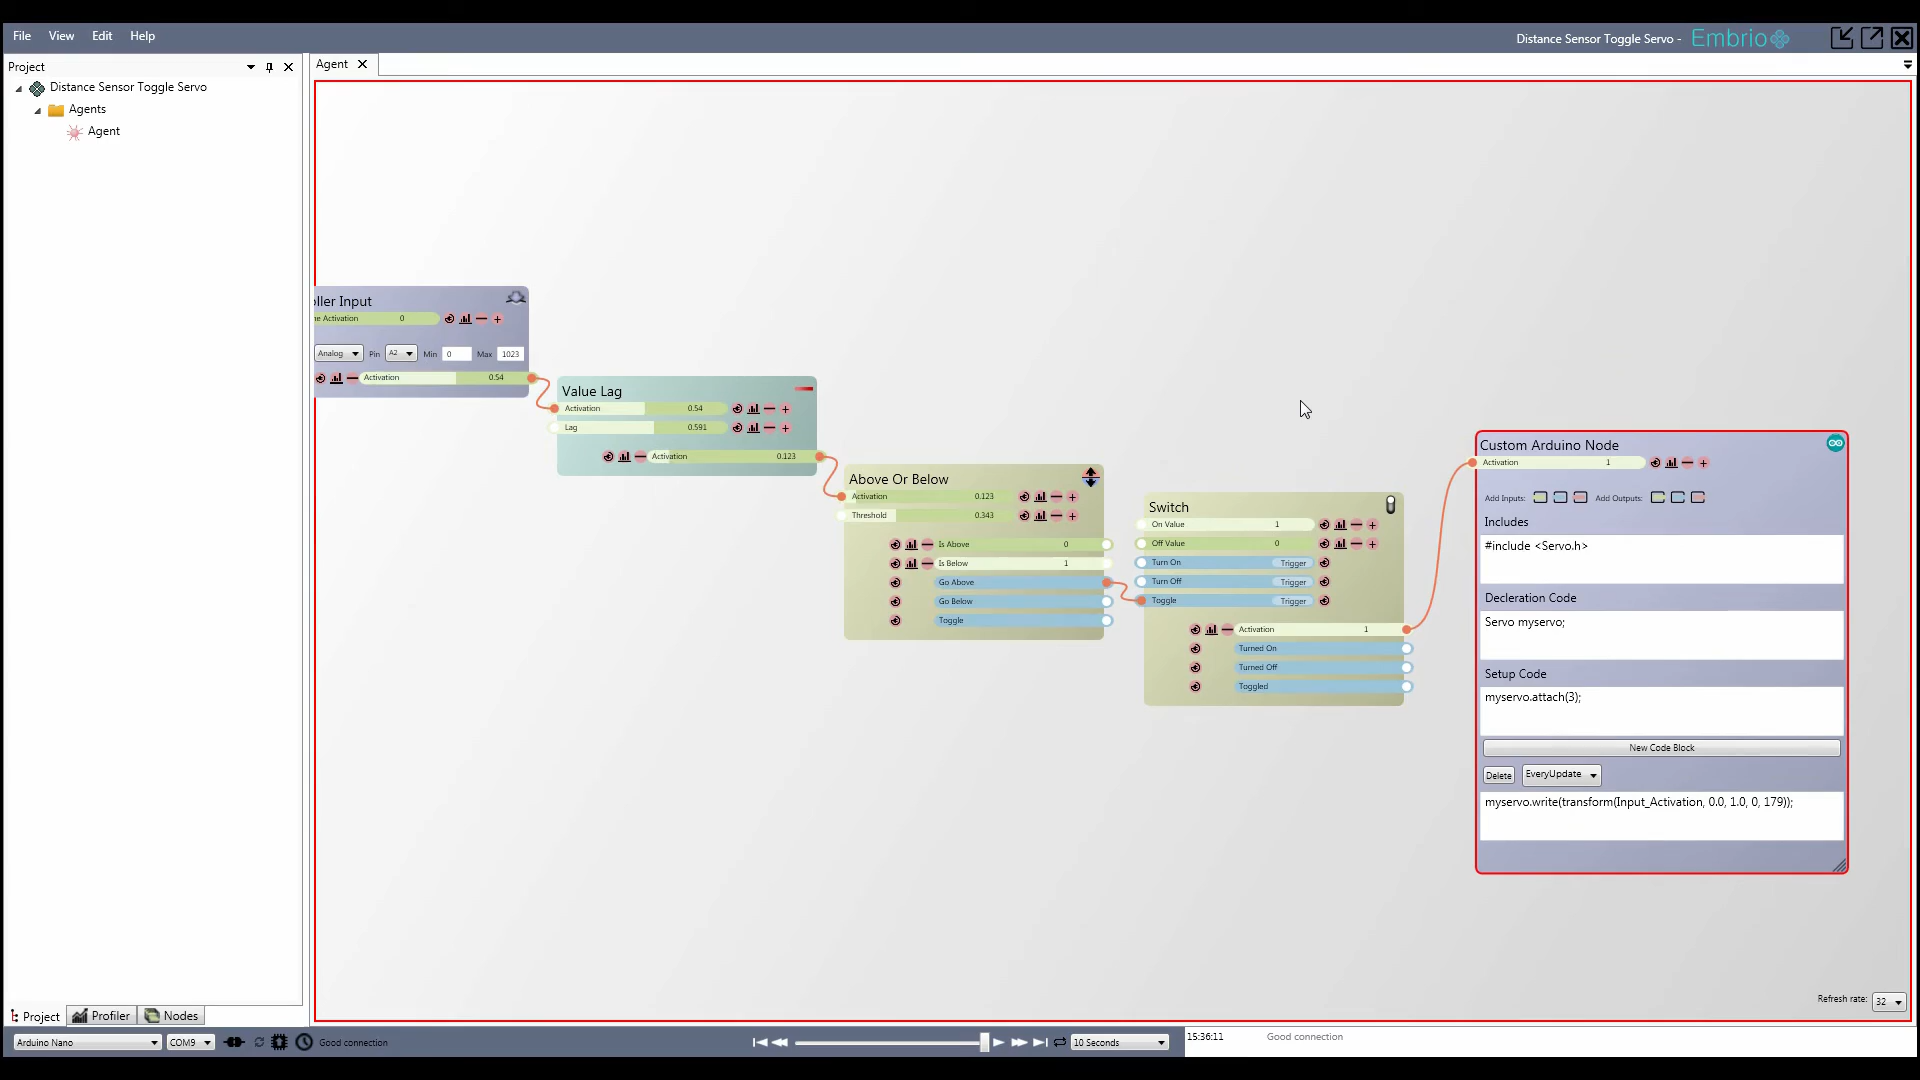 File View Edit Help
Distance Sensor Toggle Servo - Embrio
Project
Distance Sensor Toggle Servo
Agents
Agent
Agent
oller Input
ne Activation 0
Analog Pin A2 Min 0 Max 1023
Activation 0.54
Value Lag
Activation 0.54
Lag 0.591
Activation 0.123
Above Or Below
Activation 0.123
Threshold 0.343
Is Above 0
Is Below 1
Go Above
Go Below
Toggle
Switch
On Value 1
Off Value 0
Turn On Trigger
Turn Off Trigger
Toggle Trigger
Activation 1
Turned On
Turned Off
Toggled
Custom Arduino Node
Activation 1
Add Inputs: Add Outputs:
Includes
#include <Servo.h>
Decleration Code
Servo myservo;
Setup Code
myservo.attach(3);
New Code Block
Delete EveryUpdate
myservo.write(transform(Input_Activation, 0.0, 1.0, 0, 179));
Refresh rate: 32
Project Profiler Nodes
Arduino Nano COM9 Good connection 10 Seconds 15:36:11 Good connection